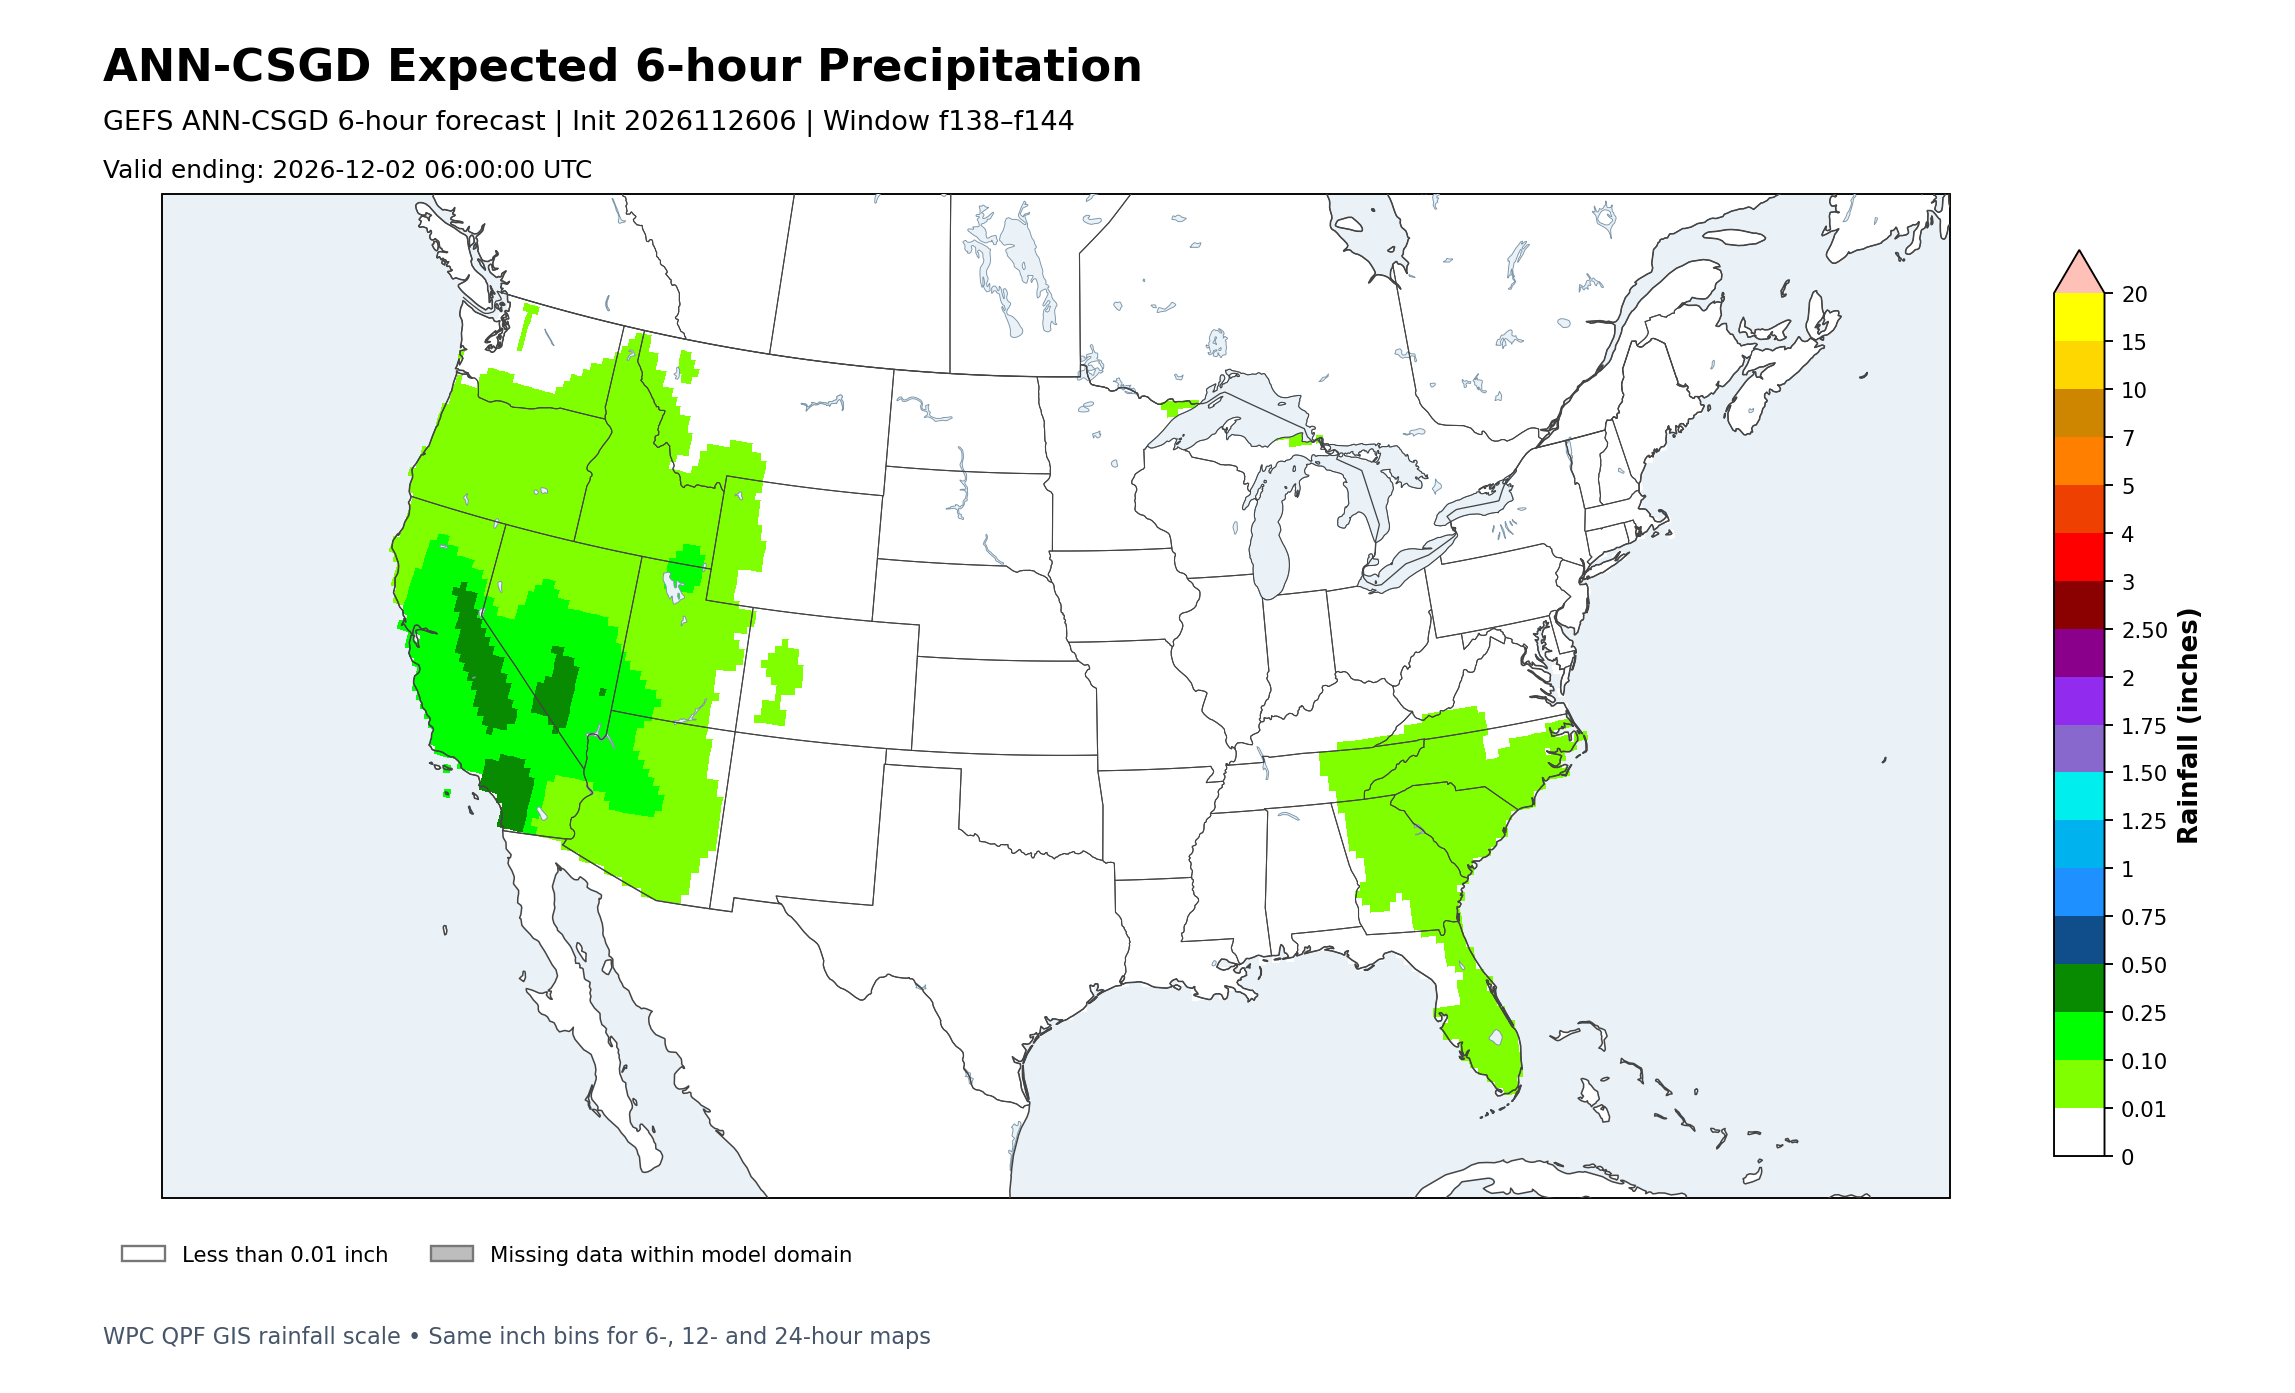 ANN-CSGD Expected 6-hour Precipitation
GEFS ANN-CSGD 6-hour forecast | Init 2026112606 | Window f138–f144
Valid ending: 2026-12-02 06:00:00 UTC
20
15
10
7
5
4
3
2.50
2
1.75
1.50
1.25
1
0.75
0.50
0.25
0.10
0.01
0
Rainfall (inches)
Less than 0.01 inch
Missing data within model domain
WPC QPF GIS rainfall scale • Same inch bins for 6-, 12- and 24-hour maps